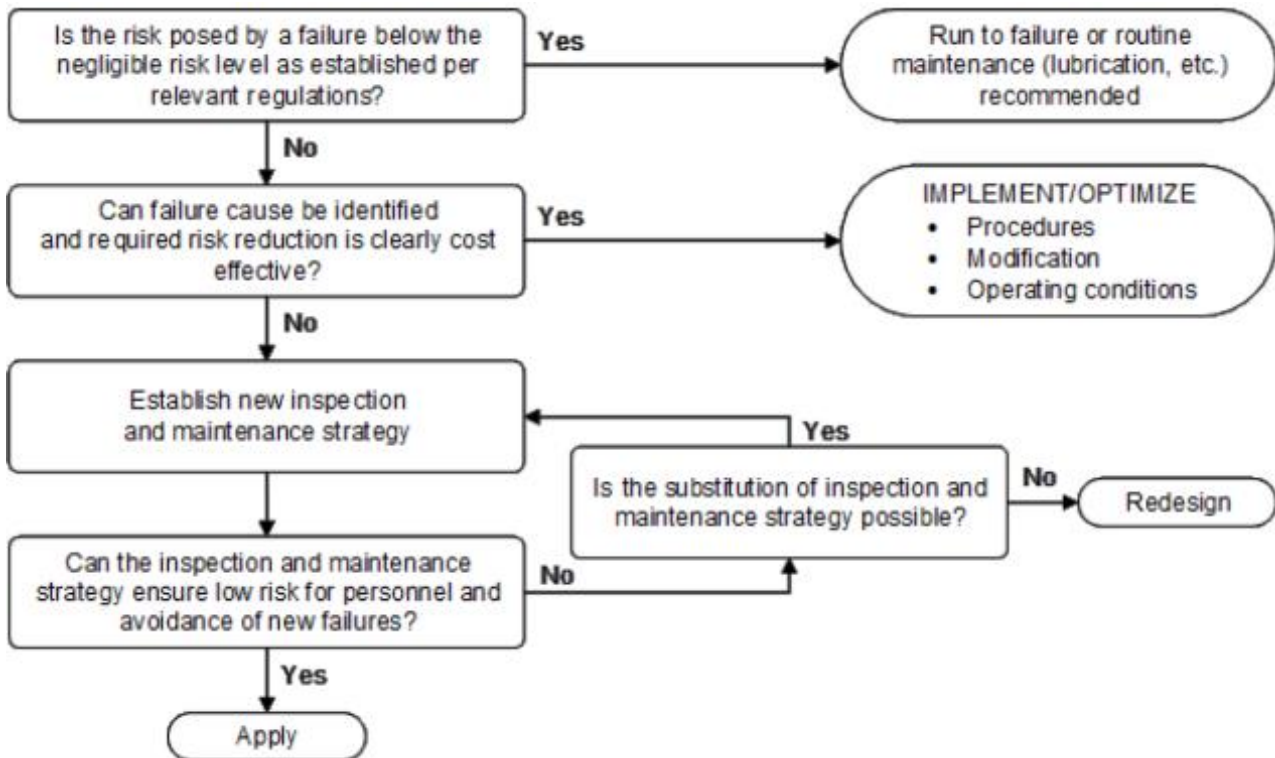 Is the risk posed by a failure below the
negligible risk level as established per
relevant regulations?
Yes
Run to failure or routine
maintenance (lubrication, etc.)
recommended
No
Can failure cause be identified
and required risk reduction is clearly cost
effective?
Yes
IMPLEMENT/OPTIMIZE
• Procedures
• Modification
• Operating conditions
No
Establish new inspection
and maintenance strategy
Yes
Is the substitution of inspection and
maintenance strategy possible?
No
Redesign
Can the inspection and maintenance
strategy ensure low risk for personnel and
avoidance of new failures?
No
Yes
Apply